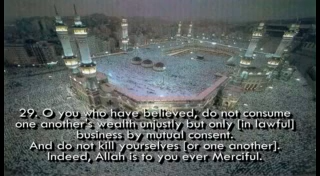 29. O you who have believed, do not consume
one another's wealth unjustly but only [in lawful]
business by mutual consent.
And do not kill yourselves [or one another].
Indeed, Allah is to you ever Merciful.